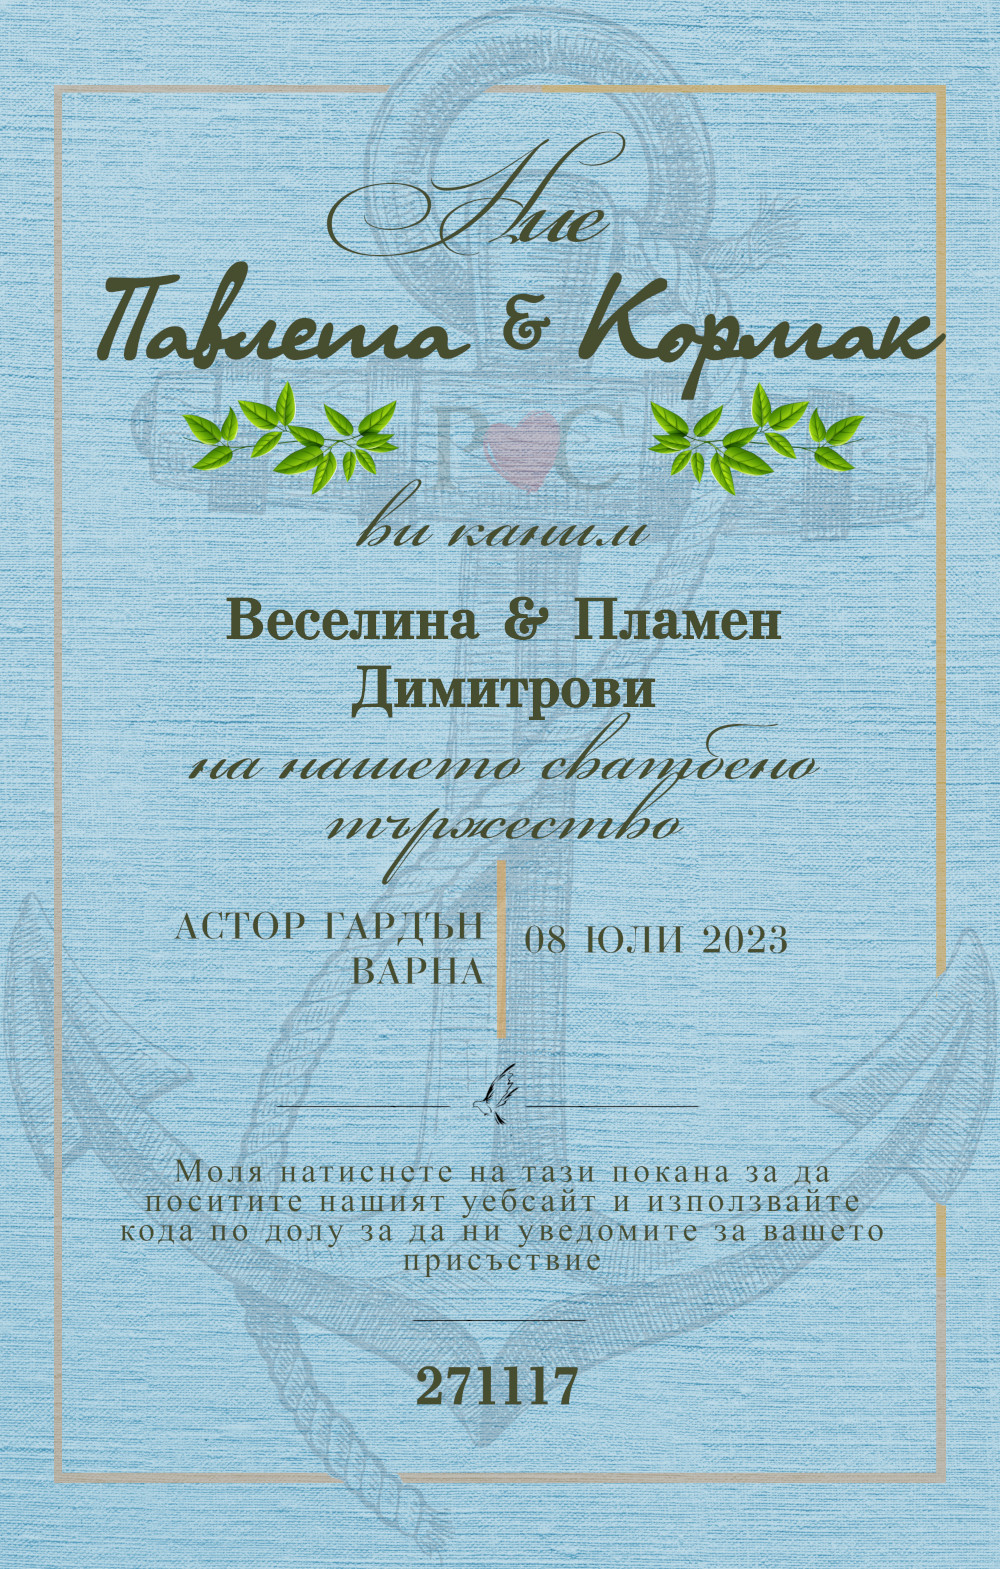 Ние
Павлета & Кормак
P C
ви каним
Веселина & Пламен
Димитрови
на нашето сватбено
тържество
АСТОР ГАРДЪН
ВАРНА
08 ЮЛИ 2023
Моля натиснете на тази покана за да
поситите нашият уебсайт и използвайте
кода по долу за да ни уведомите за вашето
присъствие
271117